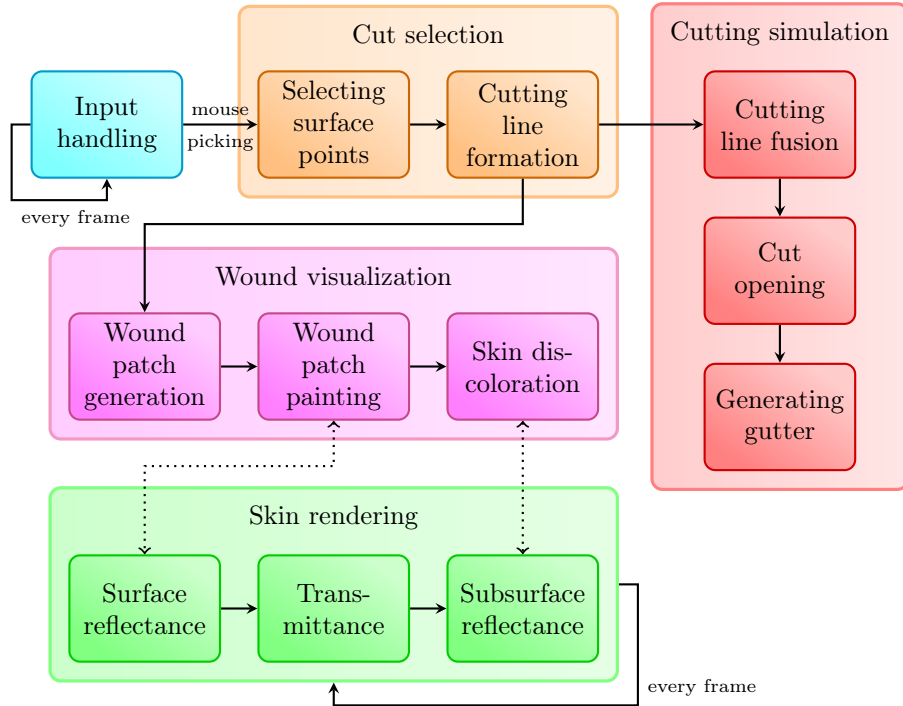 Cut selection
Cutting simulation
Input
handling
mouse
picking
Selecting
surface
points
Cutting
line
formation
Cutting
line fusion
every frame
Cut
opening
Wound visualization
Wound
patch
generation
Wound
patch
painting
Skin dis-
coloration
Generating
gutter
Skin rendering
Surface
reflectance
Trans-
mittance
Subsurface
reflectance
every frame